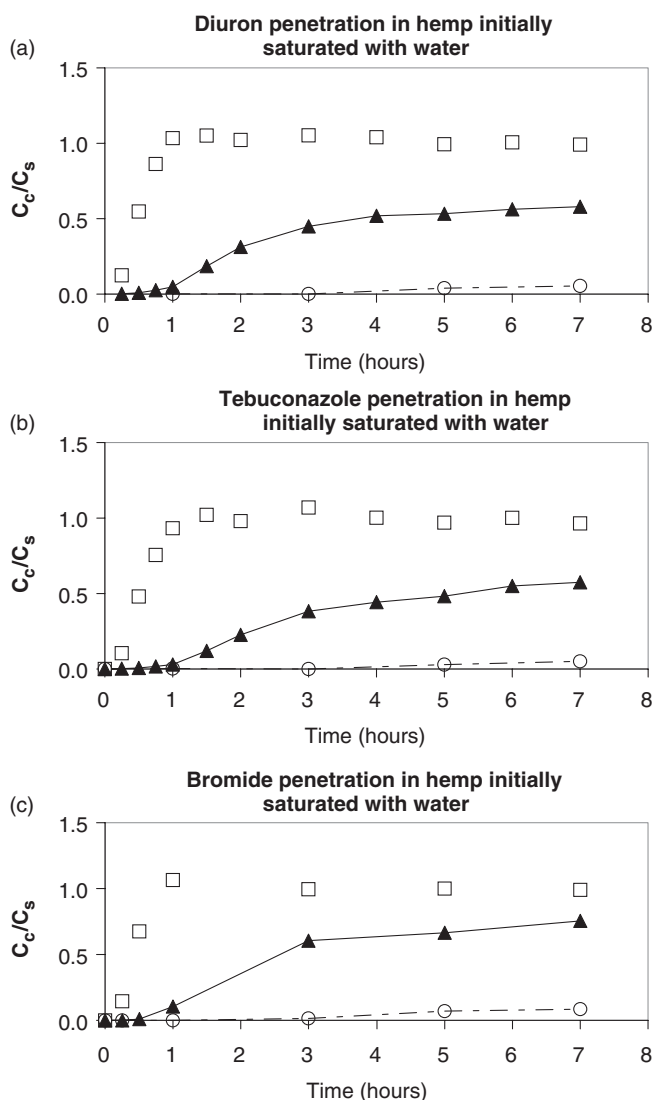 Diuron penetration in hemp initially
saturated with water
(a)
1.5
1.0
0.5
0.0
Cc/Cs
0 1 2 3 4 5 6 7 8
Time (hours)
Tebuconazole penetration in hemp
initially saturated with water
(b)
1.5
1.0
0.5
0.0
Cc/Cs
0 1 2 3 4 5 6 7 8
Time (hours)
Bromide penetration in hemp initially
saturated with water
(c)
1.5
1.0
0.5
0.0
Cc/Cs
0 1 2 3 4 5 6 7 8
Time (hours)